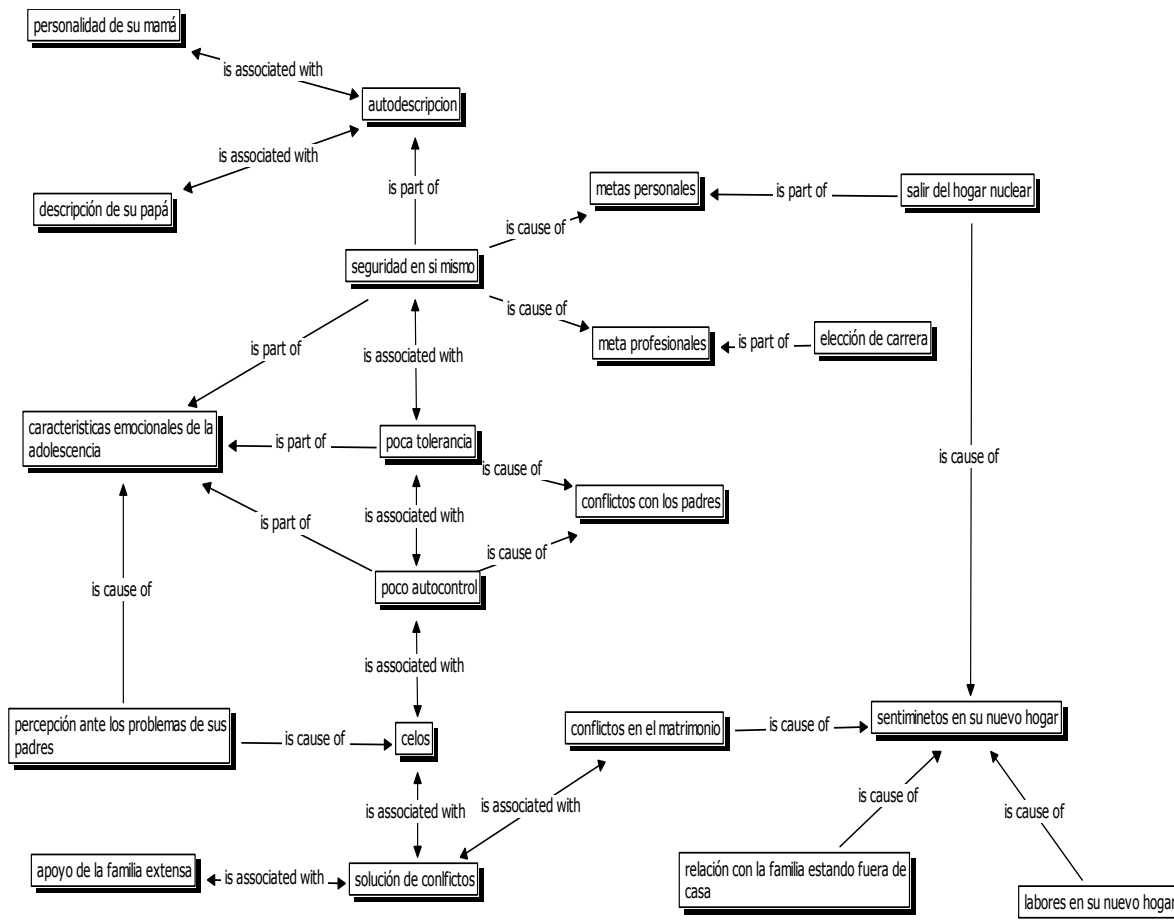 personalidad de su mamá
is associated with
autodescripcion
is associated with
descripción de su papá
is part of
metas personales
is part of
salir del hogar nuclear
is cause of
seguridad en si mismo
is cause of
meta profesionales
is part of
elección de carrera
is part of
is associated with
caracteristicas emocionales de la
adolescencia
is part of
poca tolerancia
is cause of
is cause of
conflictos con los padres
is associated with
is part of
is cause of
poco autocontrol
is cause of
is associated with
percepción ante los problemas de sus
padres
is cause of
celos
conflictos en el matrimonio
is cause of
sentiminetos en su nuevo hogar
is associated with
is associated with
is cause of
is cause of
apoyo de la familia extensa
is associated with
solución de conlfictos
relación con la familia estando fuera de
casa
labores en su nuevo hogar